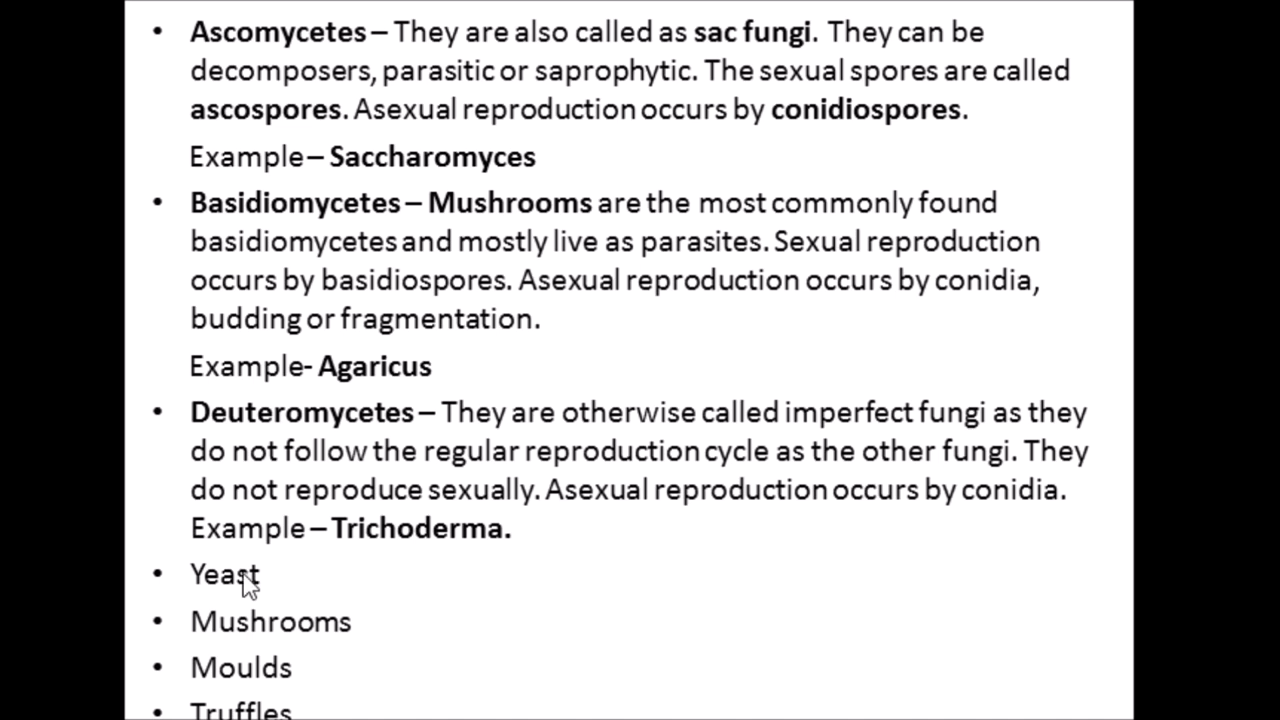 • Ascomycetes – They are also called as sac fungi. They can be
decomposers, parasitic or saprophytic. The sexual spores are called
ascospores. Asexual reproduction occurs by conidiospores.
Example – Saccharomyces
• Basidiomycetes – Mushrooms are the most commonly found
basidiomycetes and mostly live as parasites. Sexual reproduction
occurs by basidiospores. Asexual reproduction occurs by conidia,
budding or fragmentation.
Example- Agaricus
• Deuteromycetes – They are otherwise called imperfect fungi as they
do not follow the regular reproduction cycle as the other fungi. They
do not reproduce sexually. Asexual reproduction occurs by conidia.
Example – Trichoderma.
• Yeast
• Mushrooms
• Moulds
• Truffles